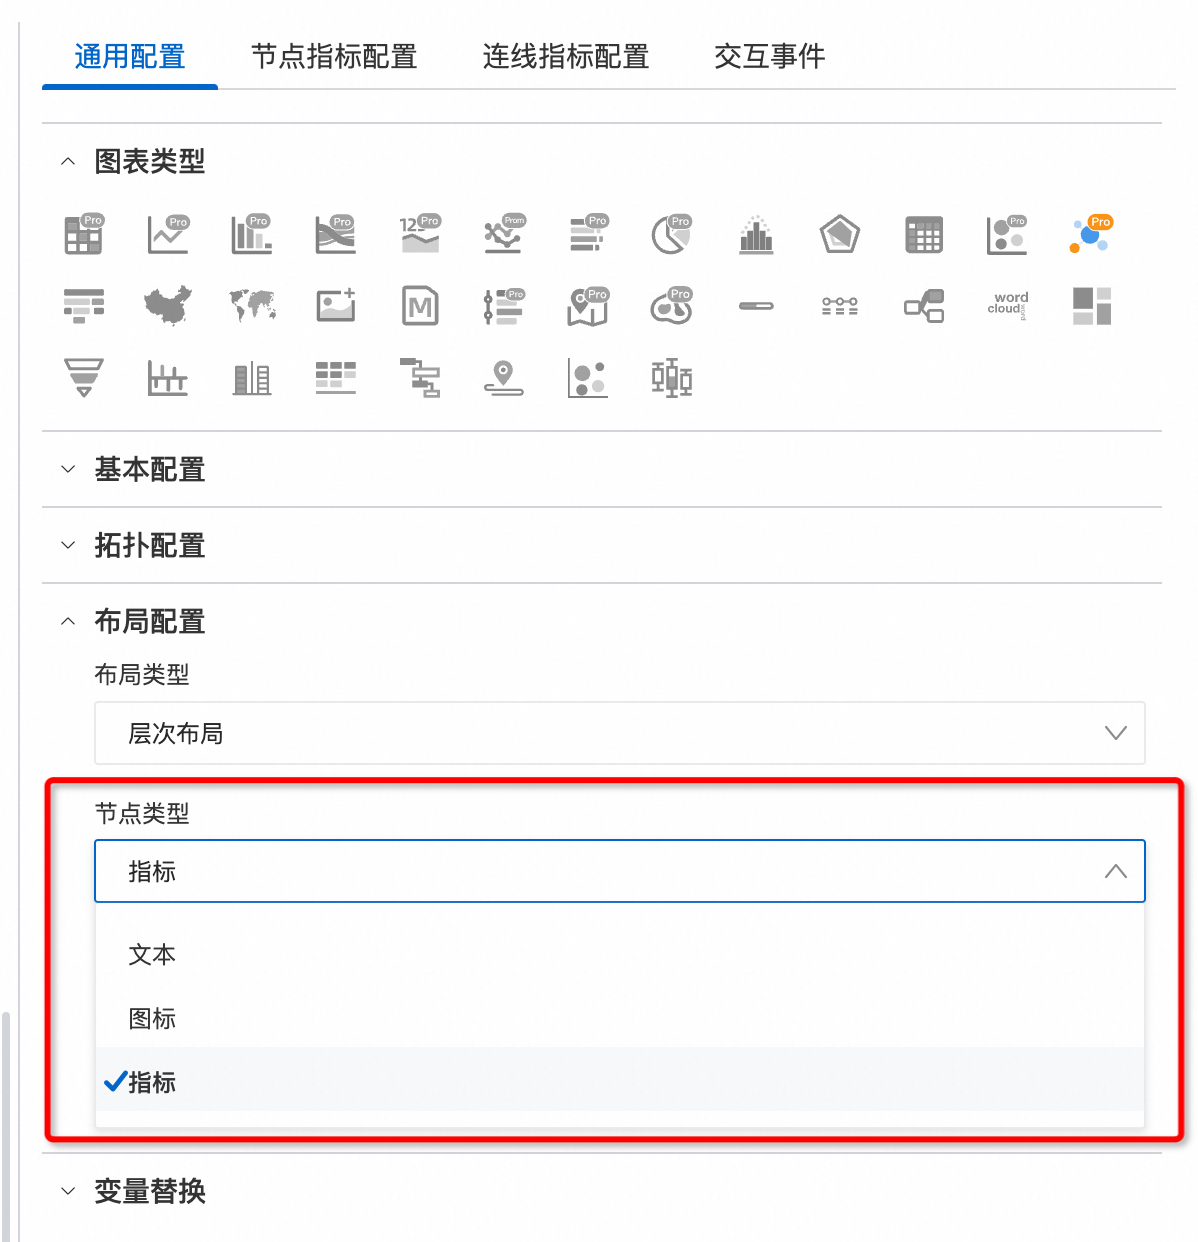 通用配置 节点指标配置 连线指标配置 交互事件
图表类型
Pro Pro Pro Pro 123 Pro Prom Pro Pro Pro Pro
M Pro Pro Pro word
cloud word
基本配置
拓扑配置
布局配置
布局类型
层次布局
节点类型
指标
文本
图标
指标
变量替换